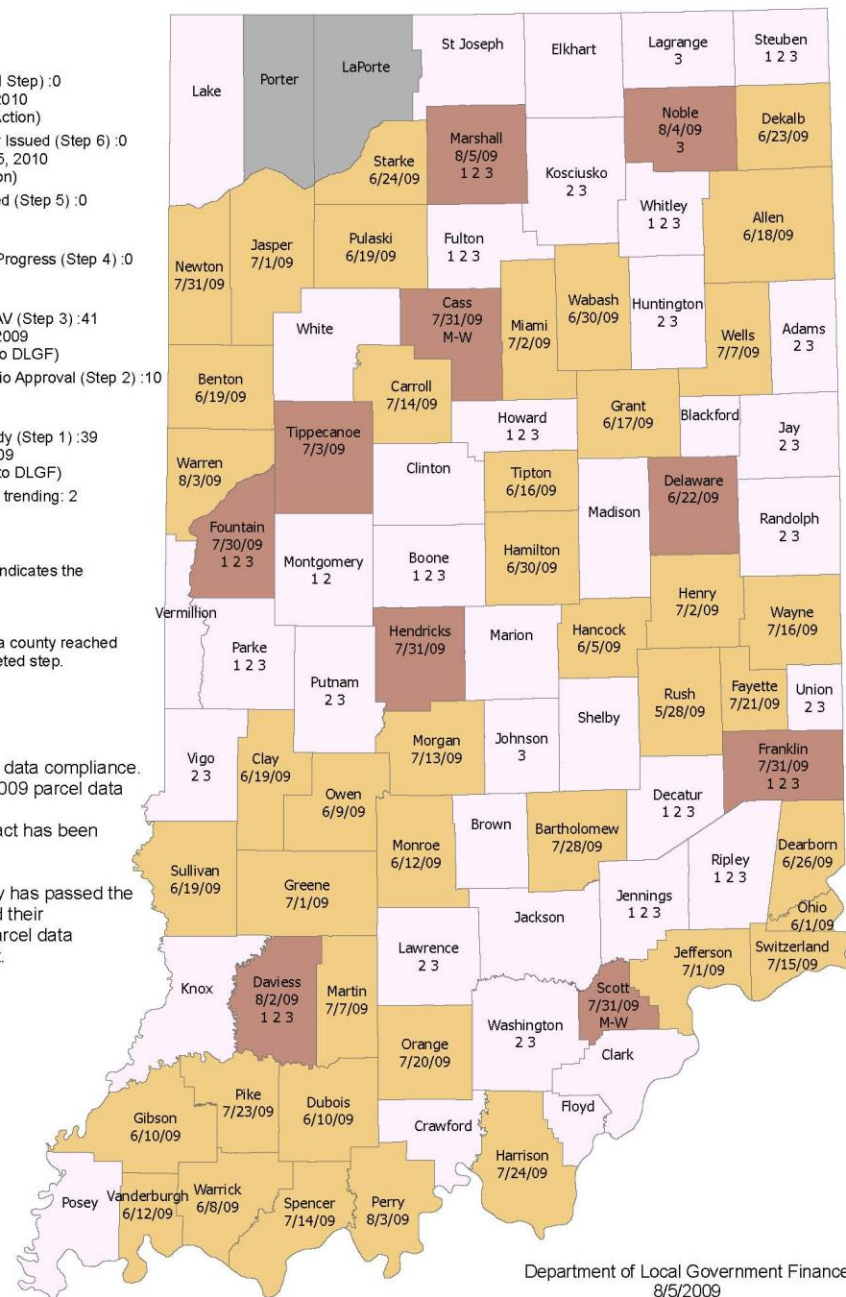 l Step) :0
2010
Action)
r Issued (Step 6) :0
5, 2010
on)
ed (Step 5) :0
Progress (Step 4) :0
AV (Step 3) :41
2009
to DLGF)
io Approval (Step 2) :10
dy (Step 1) :39
09
to DLGF)
trending: 2
indicates the
a county reached
eted step.
data compliance.
009 parcel data
act has been
y has passed the
d their
arcel data
t.
Lake
Porter
LaPorte
St Joseph
Elkhart
Lagrange
3
Steuben
1 2 3
Noble
8/4/09
3
Dekalb
6/23/09
Starke
6/24/09
Marshall
8/5/09
1 2 3
Kosciusko
2 3
Whitley
1 2 3
Allen
6/18/09
Newton
7/31/09
Jasper
7/1/09
Pulaski
6/19/09
Fulton
1 2 3
White
Cass
7/31/09
M-W
Miami
7/2/09
Wabash
6/30/09
Huntington
2 3
Wells
7/7/09
Adams
2 3
Benton
6/19/09
Carroll
7/14/09
Howard
1 2 3
Grant
6/17/09
Blackford
Jay
2 3
Warren
8/3/09
Tippecanoe
7/3/09
Clinton
Tipton
6/16/09
Madison
Delaware
6/22/09
Randolph
2 3
Fountain
7/30/09
1 2 3
Montgomery
1 2
Boone
1 2 3
Hamilton
6/30/09
Henry
7/2/09
Wayne
7/16/09
Vermillion
Parke
1 2 3
Putnam
2 3
Hendricks
7/31/09
Marion
Hancock
6/5/09
Rush
5/28/09
Fayette
7/21/09
Union
2 3
Vigo
2 3
Clay
6/19/09
Owen
6/9/09
Morgan
7/13/09
Johnson
3
Shelby
Franklin
7/31/09
1 2 3
Decatur
1 2 3
Sullivan
6/19/09
Greene
7/1/09
Monroe
6/12/09
Brown
Bartholomew
7/28/09
Jennings
1 2 3
Ripley
1 2 3
Dearborn
6/26/09
Ohio
6/1/09
Knox
Daviess
8/2/09
1 2 3
Martin
7/7/09
Lawrence
2 3
Jackson
Scott
7/31/09
M-W
Jefferson
7/1/09
Switzerland
7/15/09
Orange
7/20/09
Washington
2 3
Clark
Gibson
6/10/09
Pike
7/23/09
Dubois
6/10/09
Crawford
Floyd
Harrison
7/24/09
Posey
Vanderburgh
6/12/09
Warrick
6/8/09
Spencer
7/14/09
Perry
8/3/09
Department of Local Government Finance
8/5/2009